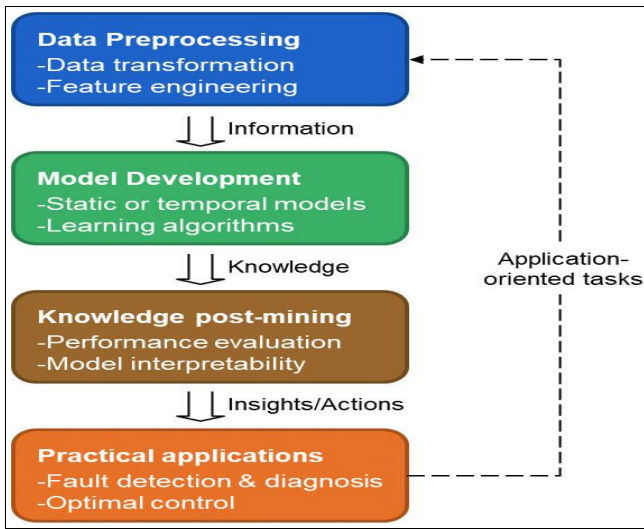 Data Preprocessing
-Data transformation
-Feature engineering
Information
Model Development
-Static or temporal models
-Learning algorithms
Knowledge
Knowledge post-mining
-Performance evaluation
-Model interpretability
Insights/Actions
Practical applications
-Fault detection & diagnosis
-Optimal control
Application-
oriented tasks